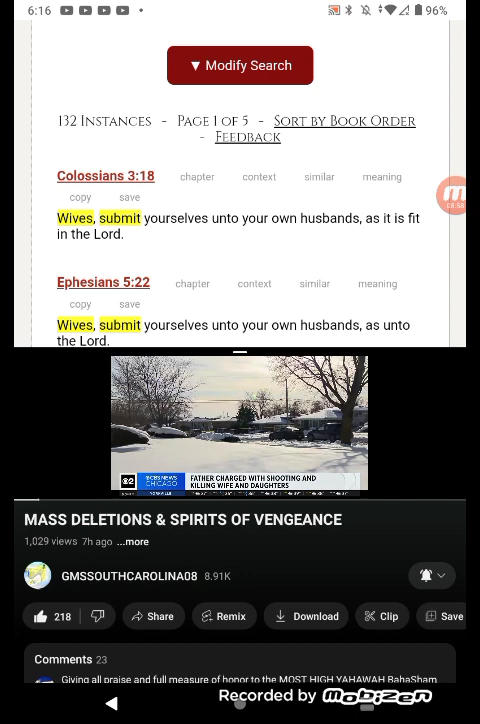 6:16
96%
▼ Modify Search
132 Instances - Page 1 of 5 - Sort by Book Order
- Feedback
Colossians 3:18 chapter context similar meaning
copy save
Wives, submit yourselves unto your own husbands, as it is fit
in the Lord.
08:58
Ephesians 5:22 chapter context similar meaning
copy save
Wives, submit yourselves unto your own husbands, as unto
the Lord.
2 CBS NEWS CHICAGO
FATHER CHARGED WITH SHOOTING AND
KILLING WIFE AND DAUGHTERS
MASS DELETIONS & SPIRITS OF VENGEANCE
1,029 views 7h ago ...more
GMSSOUTHCAROLINA08 8.91K
218 Share Remix Download Clip Save
Comments 23
Giving all praise and full measure of honor to the MOST HIGH YAHAWAH BahaSham
Recorded by mobizen